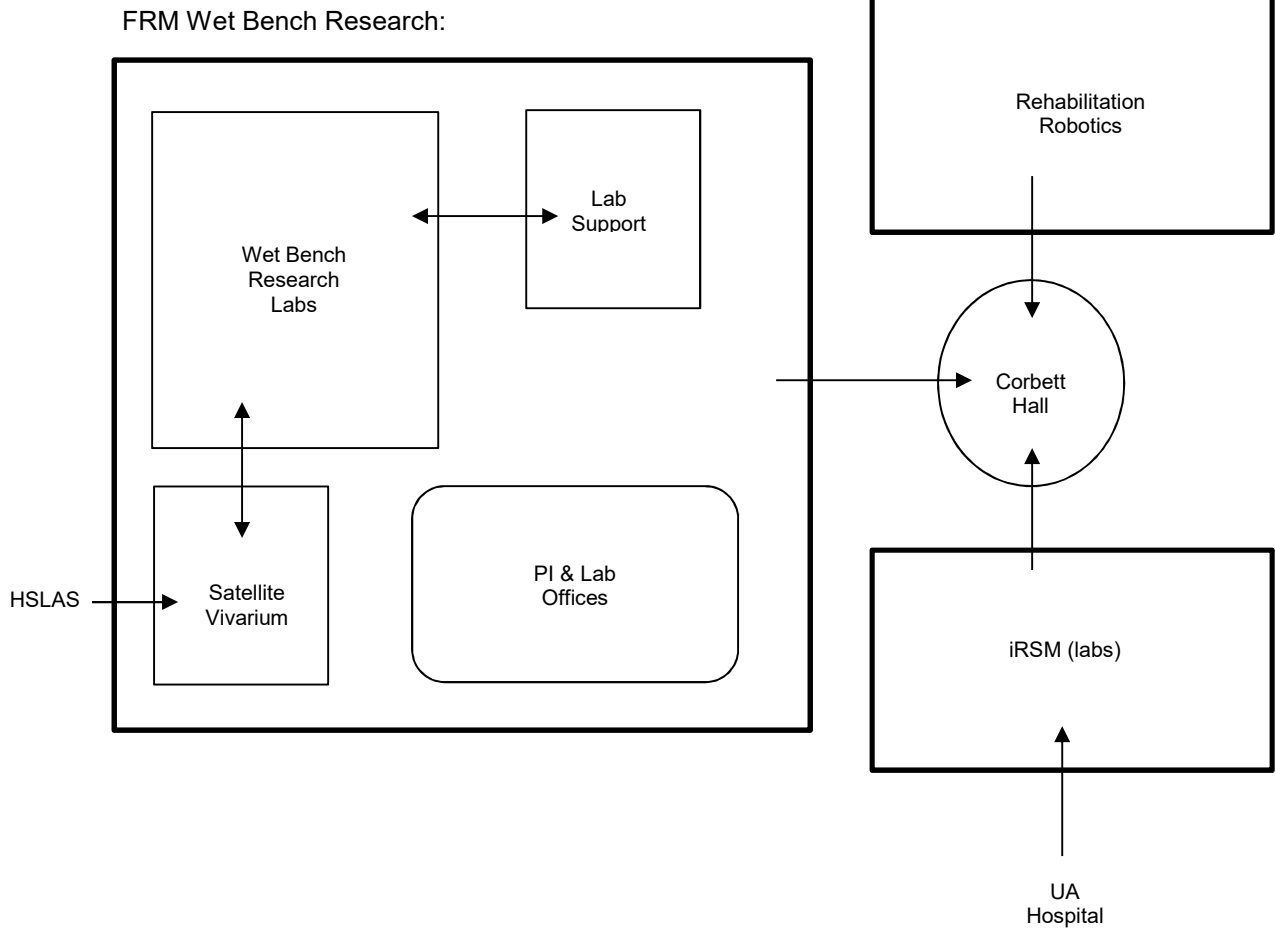 FRM Wet Bench Research:
Rehabilitation
Robotics
Lab
Support
Wet Bench
Research
Labs
Corbett
Hall
HSLAS
Satellite
Vivarium
PI & Lab
Offices
iRSM (labs)
UA
Hospital